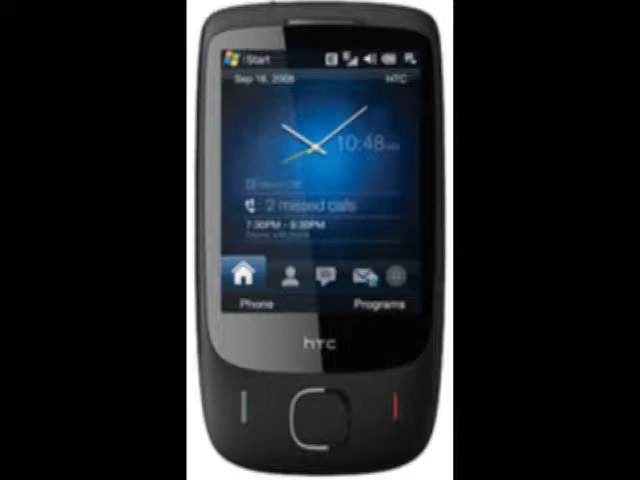 Start
Sep 16, 2008 HTC
10:48
2 missed calls
7:30PM - 8:30PM
Phone Programs
hTC